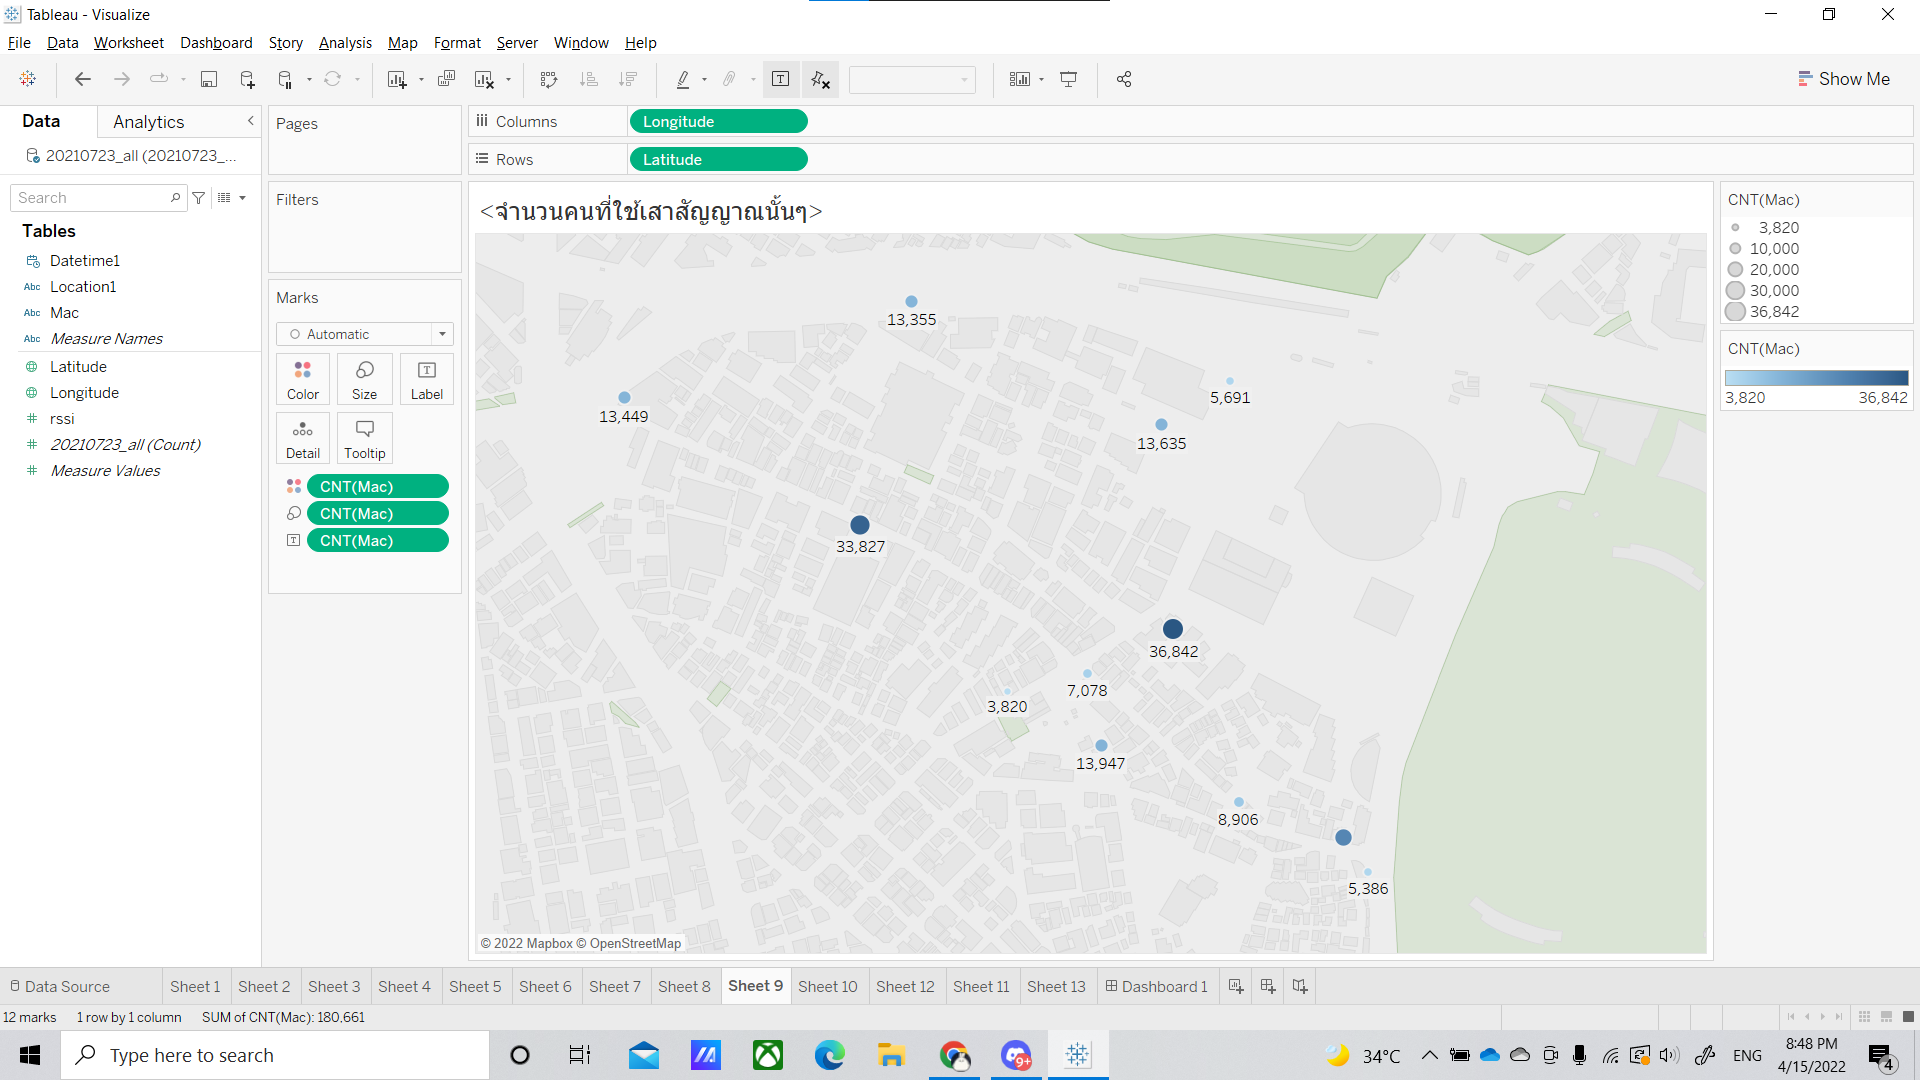 Tableau - Visualize
File Data Worksheet Dashboard Story Analysis Map Format Server Window Help
Show Me
Data Analytics
20210723_all (20210723_...
Search
Tables
Datetime1
Abc Location1
Abc Mac
Abc Measure Names
Latitude
Longitude
# rssi
# 20210723_all (Count)
# Measure Values
Pages
Filters
Marks
Automatic
Color Size Label
Detail Tooltip
CNT(Mac)
CNT(Mac)
T CNT(Mac)
Columns Longitude
Rows Latitude
<จำนวนคนที่ใช้เสาสัญญาณนั้นๆ>
13,355
5,691
13,449
13,635
33,827
36,842
7,078
3,820
13,947
8,906
5,386
© 2022 Mapbox © OpenStreetMap
CNT(Mac)
3,820
10,000
20,000
30,000
36,842
CNT(Mac)
3,820 36,842
Data Source Sheet 1 Sheet 2 Sheet 3 Sheet 4 Sheet 5 Sheet 6 Sheet 7 Sheet 8 Sheet 9 Sheet 10 Sheet 12 Sheet 11 Sheet 13 Dashboard 1
12 marks 1 row by 1 column SUM of CNT(Mac): 180,661
Type here to search
9+
34°C
ENG
8:48 PM
4/15/2022
4